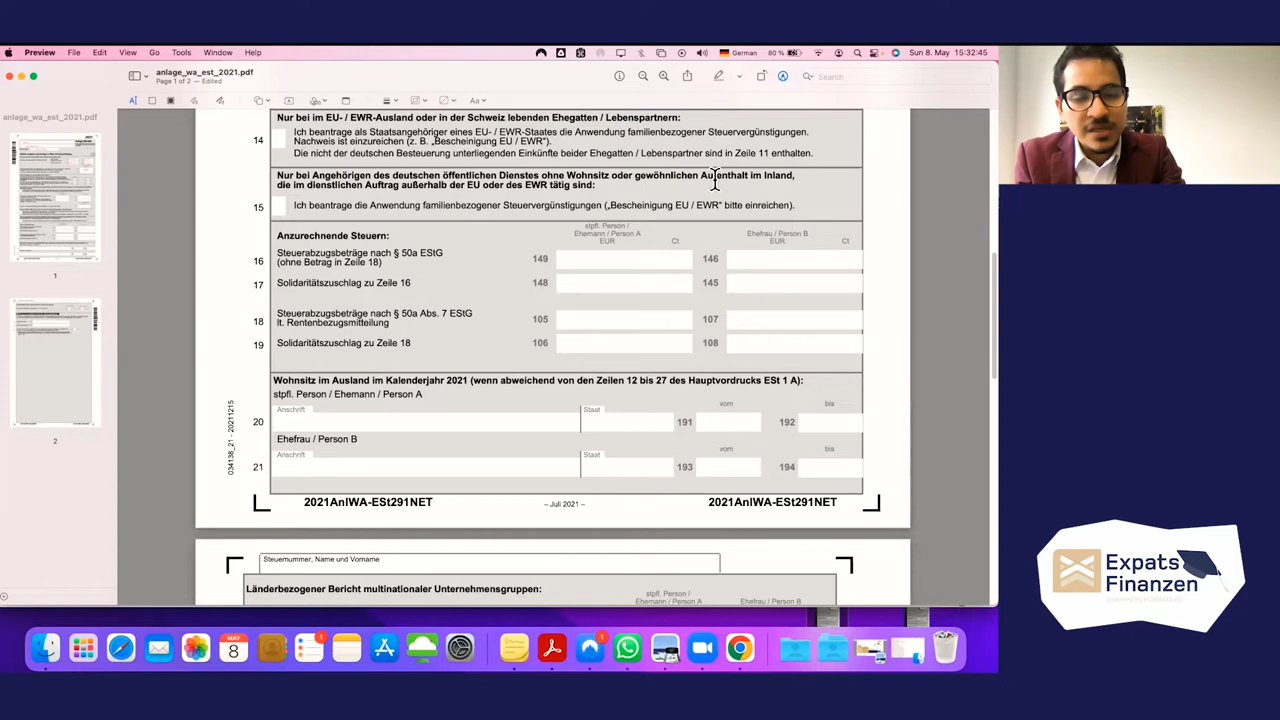 Preview File Edit View Go Tools Window Help German 80 % Sun 8. May 15:32:45
anlage_wa_est_2021.pdf
Page 1 of 2 – Edited
Search
Aa
anlage_wa_est_2021.pdf
2021
1
2
Nur bei im EU- / EWR-Ausland oder in der Schweiz lebenden Ehegatten / Lebenspartnern:
14 Ich beantrage als Staatsangehöriger eines EU- / EWR-Staates die Anwendung familienbezogener Steuervergünstigungen.
Nachweis ist einzureichen (z. B. „Bescheinigung EU / EWR“).
Die nicht der deutschen Besteuerung unterliegenden Einkünfte beider Ehegatten / Lebenspartner sind in Zeile 11 enthalten.
Nur bei Angehörigen des deutschen öffentlichen Dienstes ohne Wohnsitz oder gewöhnlichen Aufenthalt im Inland,
die im dienstlichen Auftrag außerhalb der EU oder des EWR tätig sind:
15 Ich beantrage die Anwendung familienbezogener Steuervergünstigungen („Bescheinigung EU / EWR“ bitte einreichen).
Anzurechnende Steuern:
stpfl. Person /
Ehemann / Person A
EUR Ct
Ehefrau / Person B
EUR Ct
16 Steuerabzugsbeträge nach § 50a EStG
(ohne Betrag in Zeile 18) 149 146
17 Solidaritätszuschlag zu Zeile 16 148 145
18 Steuerabzugsbeträge nach § 50a Abs. 7 EStG
lt. Rentenbezugsmitteilung 105 107
19 Solidaritätszuschlag zu Zeile 18 106 108
Wohnsitz im Ausland im Kalenderjahr 2021 (wenn abweichend von den Zeilen 12 bis 27 des Hauptvordrucks ESt 1 A):
stpfl. Person / Ehemann / Person A
Anschrift Staat vom bis
20 191 192
Ehefrau / Person B
Anschrift Staat vom bis
21 193 194
034138_21 - 20211215
2021AnlWA-ESt291NET – Juli 2021 – 2021AnlWA-ESt291NET
Steuernummer, Name und Vorname
Länderbezogener Bericht multinationaler Unternehmensgruppen:
stpfl. Person /
Ehemann / Person A Ehefrau / Person B
MAY
8
1
1
Expats
Finanzen